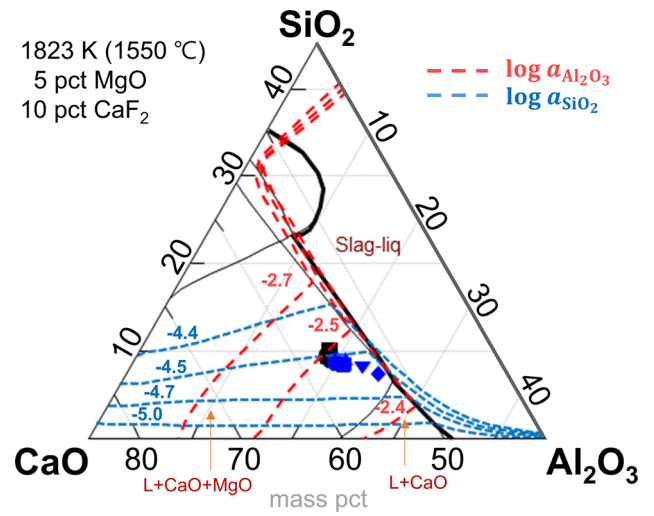 SiO₂
1823 K (1550 ℃)
5 pct MgO
10 pct CaF₂
log a_Al₂O₃
log a_SiO₂
40
10
30
20
Slag-liq
20
-2.7
30
-2.5
-4.4
10
-4.5
-4.7
40
-2.4
-5.0
CaO
80
70
60
50
Al₂O₃
L+CaO+MgO
L+CaO
mass pct